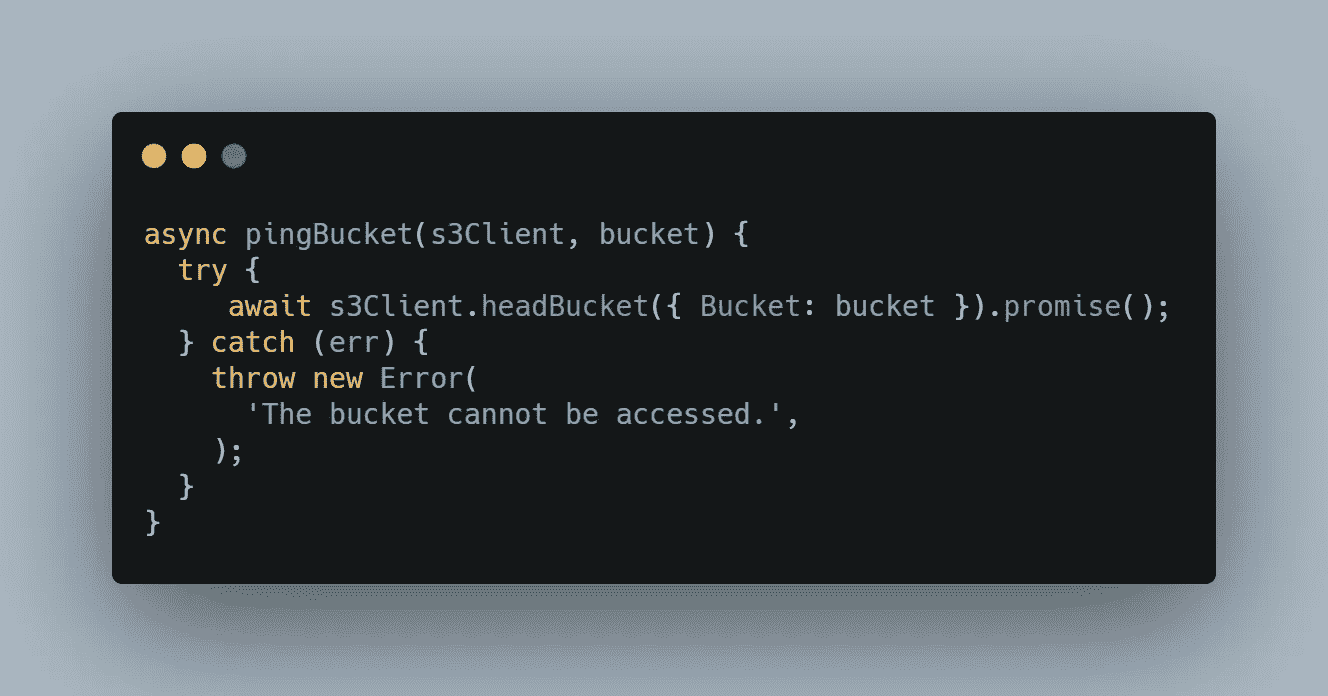 async pingBucket(s3Client, bucket) {
  try {
     await s3Client.headBucket({ Bucket: bucket }).promise();
  } catch (err) {
    throw new Error(
      'The bucket cannot be accessed.',
    );
  }
}